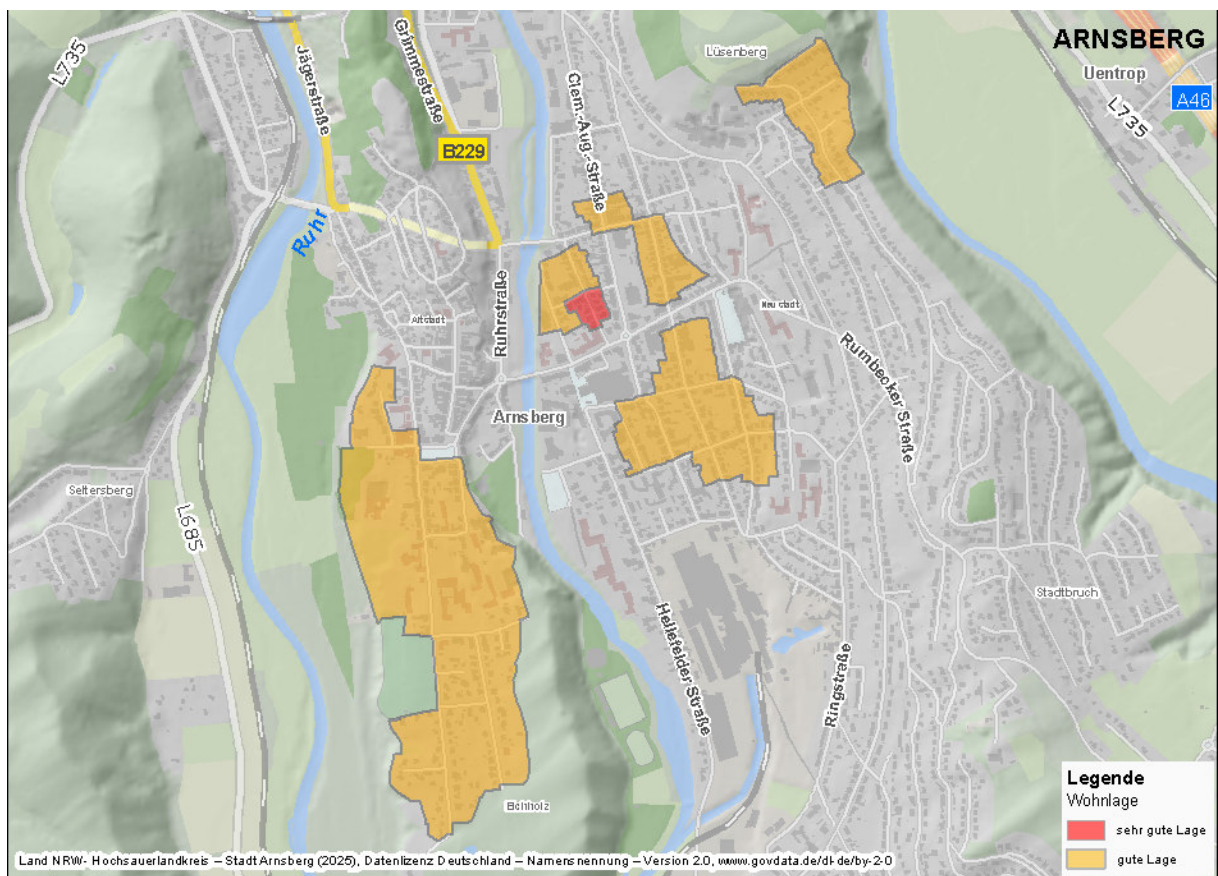 ARNSBERG
Lüsenberg
Uentrop
A46
L735
L735
Jägerstraße
Grimmestraße
Clem.-Aug.-Straße
B229
Ruhr
Ruhrstraße
Altstadt
Neustadt
Rumbecker Straße
Arnsberg
Seltersberg
L685
Stadtbruch
Hellefelder Straße
Ringstraße
Eichholz
Legende
Wohnlage
sehr gute Lage
gute Lage
Land NRW- Hochsauerlandkreis – Stadt Arnsberg (2025), Datenlizenz Deutschland – Namensnennung – Version 2.0, www.govdata.de/dl-de/by-2-0